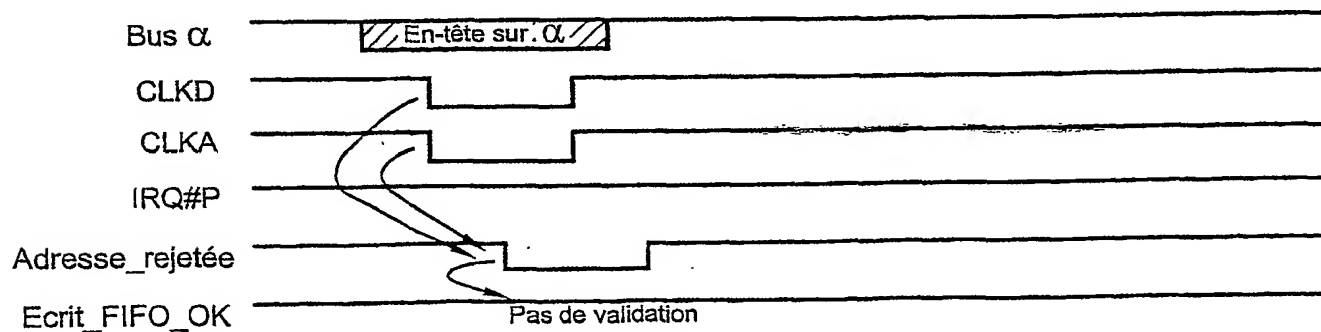 Bus α
En-tête sur α
CLKD
CLKA
IRQ#P
Adresse_rejetée
Ecrit_FIFO_OK
Pas de validation